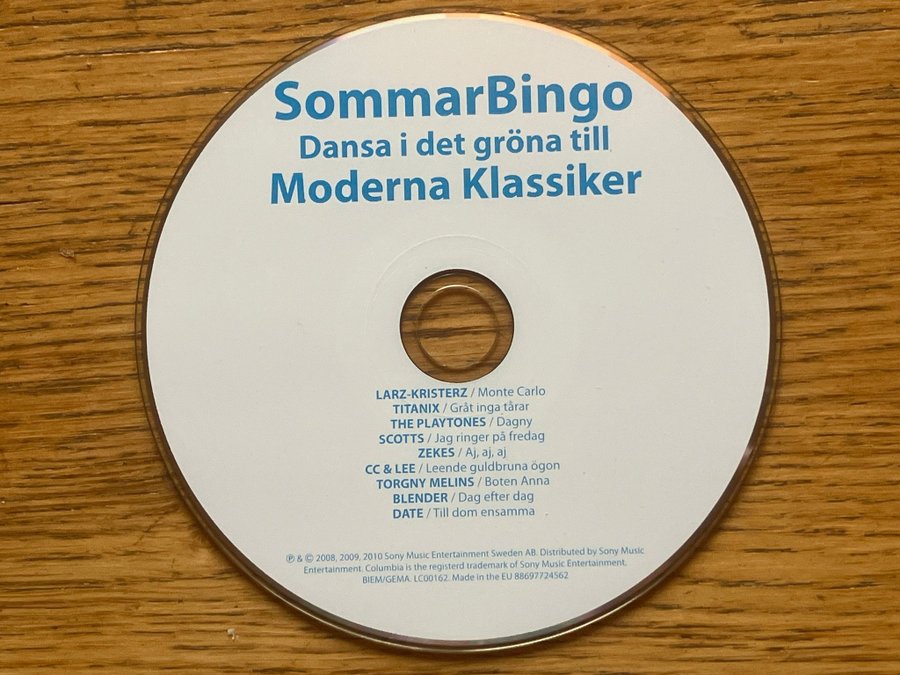 SommarBingo
Dansa i det gröna till
Moderna Klassiker
LARZ-KRISTERZ / Monte Carlo
TITANIX / Gråt inga tårar
THE PLAYTONES / Dagny
SCOTTS / Jag ringer på fredag
ZEKES / Aj, aj, aj
CC & LEE / Leende guldbruna ögon
TORGNY MELINS / Boten Anna
BLENDER / Dag efter dag
DATE / Till dom ensamma
℗ & © 2008, 2009, 2010 Sony Music Entertainment Sweden AB. Distributed by Sony Music
Entertainment. Columbia is the registerd trademark of Sony Music Entertainment,
BIEM/GEMA. LC00162. Made in the EU 88697724562